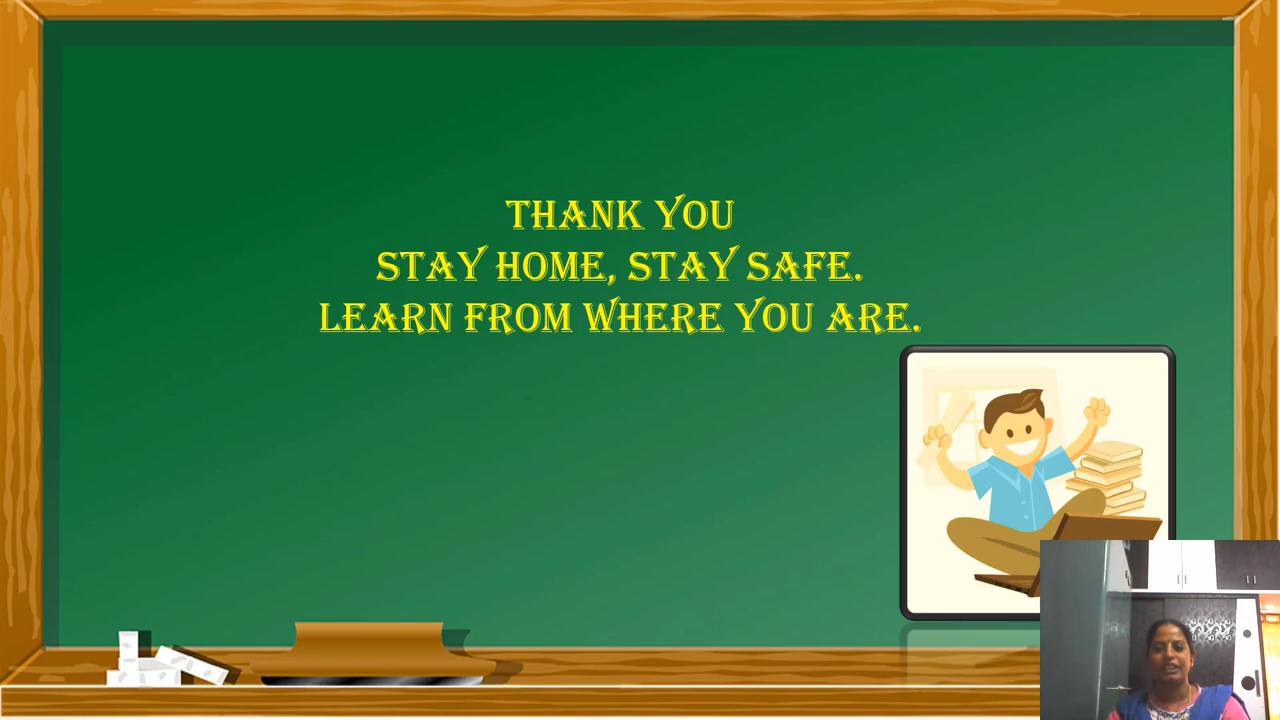 THANK YOU
STAY HOME, STAY SAFE.
LEARN FROM WHERE YOU ARE.